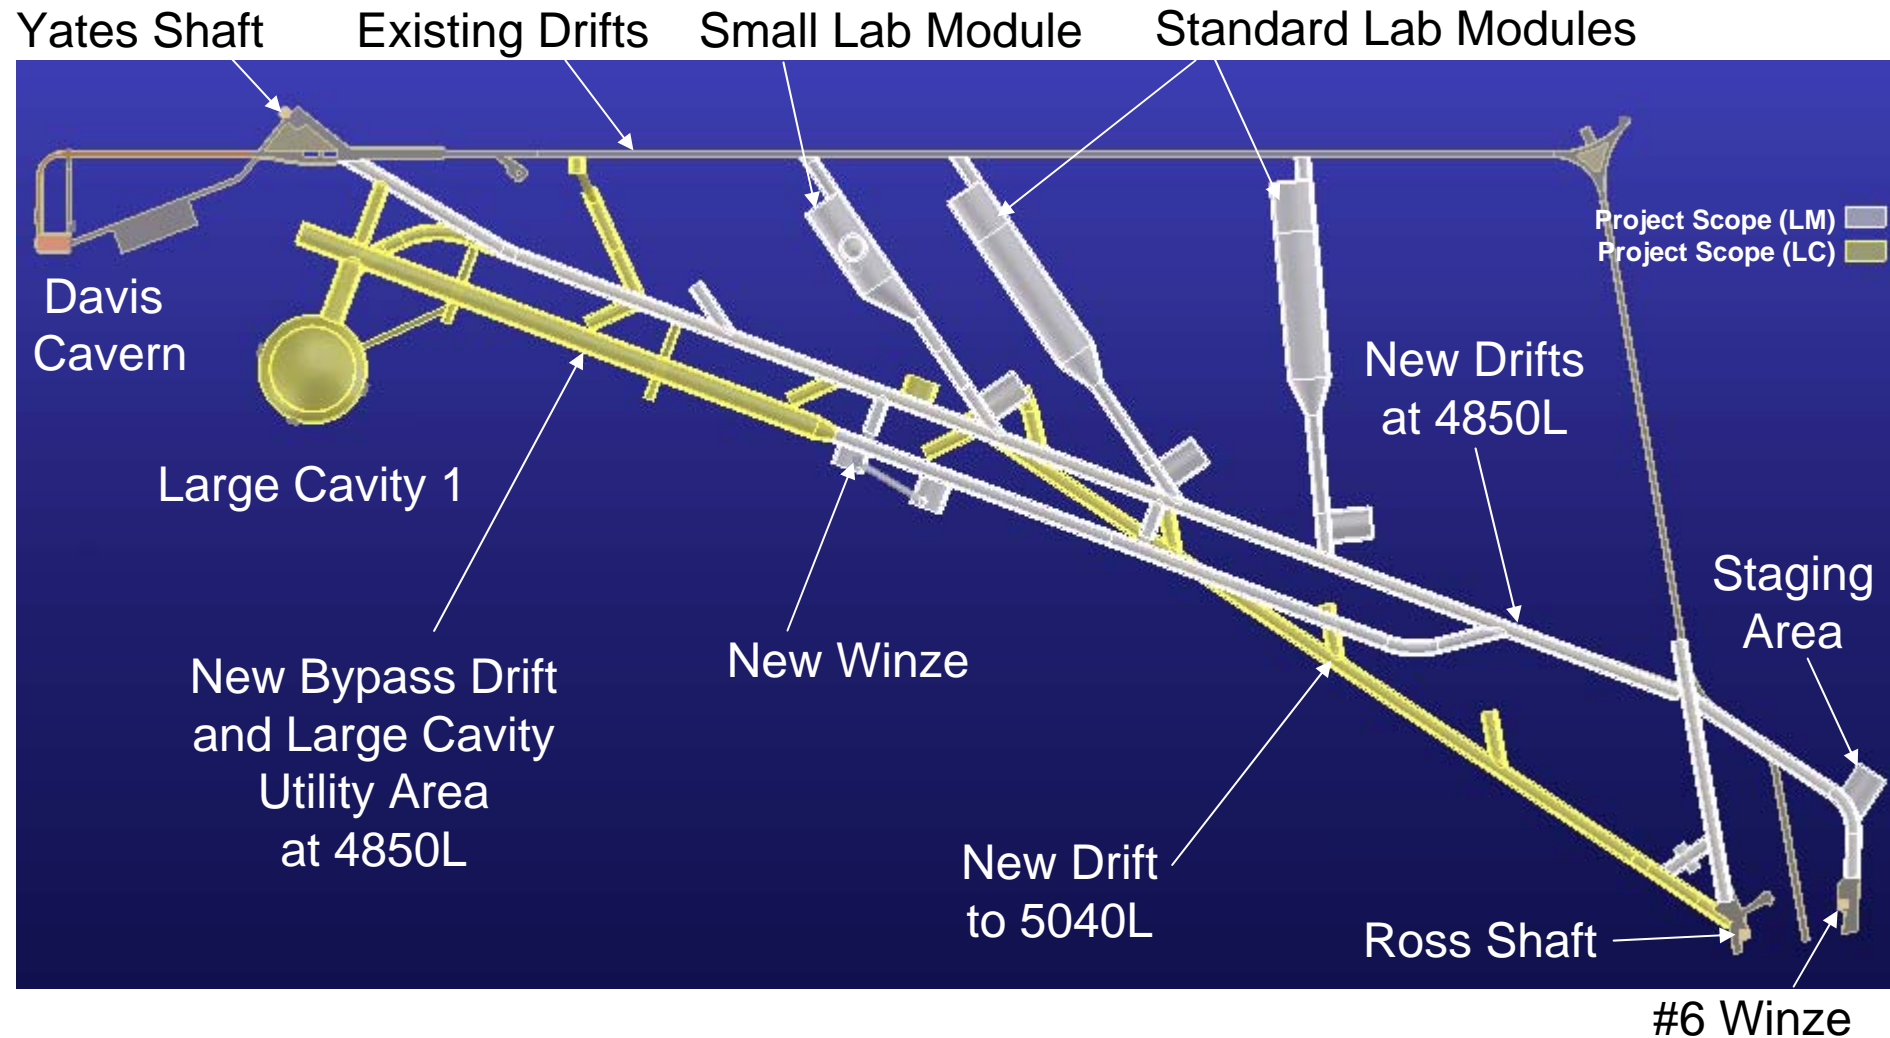 Yates Shaft
Existing Drifts
Small Lab Module
Standard Lab Modules
Project Scope (LM)
Project Scope (LC)
Davis
Cavern
New Drifts
at 4850L
Large Cavity 1
Staging
Area
New Winze
New Bypass Drift
and Large Cavity
Utility Area
at 4850L
New Drift
to 5040L
Ross Shaft
#6 Winze